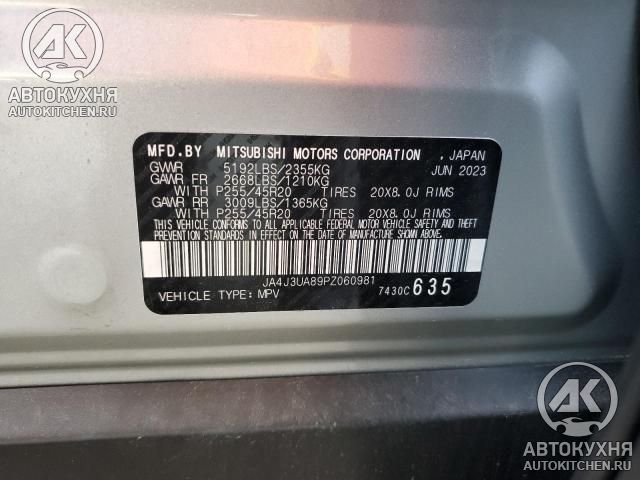 АВТОКУХНЯ
AUTOKITCHEN.RU
MFD.BY MITSUBISHI MOTORS CORPORATION , JAPAN
GVWR 5192LBS/2355KG JUN 2023
GAWR FR 2668LBS/1210KG
WITH P255/45R20 TIRES 20X8.0J RIMS
GAWR RR 3009LBS/1365KG
WITH P255/45R20 TIRES 20X8.0J RIMS
THIS VEHICLE CONFORMS TO ALL APPLICABLE FEDERAL MOTOR VEHICLE SAFETY AND THEFT
PREVENTION STANDARDS IN EFFECT ON THE DATE OF MANUFACTURE SHOWN ABOVE.
JA4J3UA89PZ060981
VEHICLE TYPE: MPV 7430C635
АВТОКУХНЯ
AUTOKITCHEN.RU